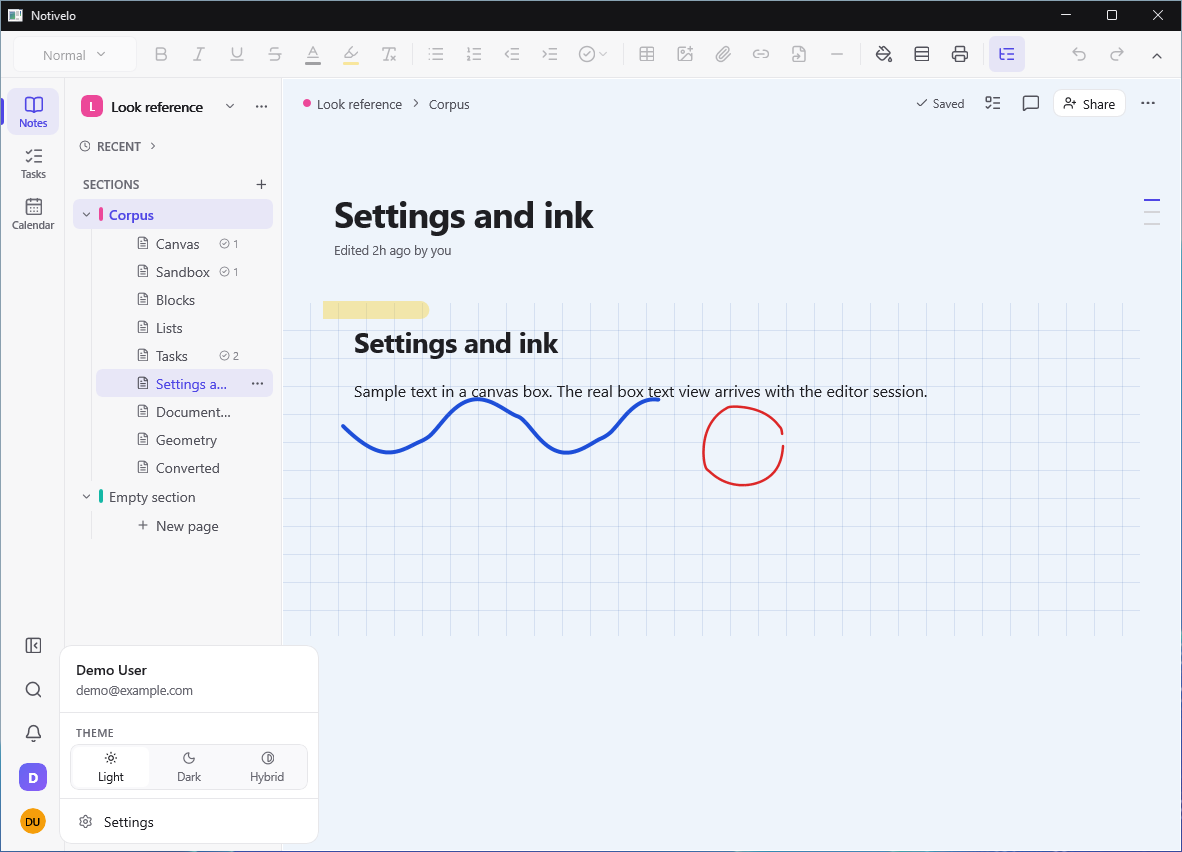 Notivelo
Normal
Notes
Tasks
Calendar
L Look reference
RECENT
SECTIONS
Corpus
Canvas 1
Sandbox 1
Blocks
Lists
Tasks 2
Settings a...
Document...
Geometry
Converted
Empty section
New page
Look reference Corpus
Saved
Share
Settings and ink
Edited 2h ago by you
Settings and ink
Sample text in a canvas box. The real box text view arrives with the editor session.
Demo User
demo@example.com
THEME
Light Dark Hybrid
Settings
D
DU